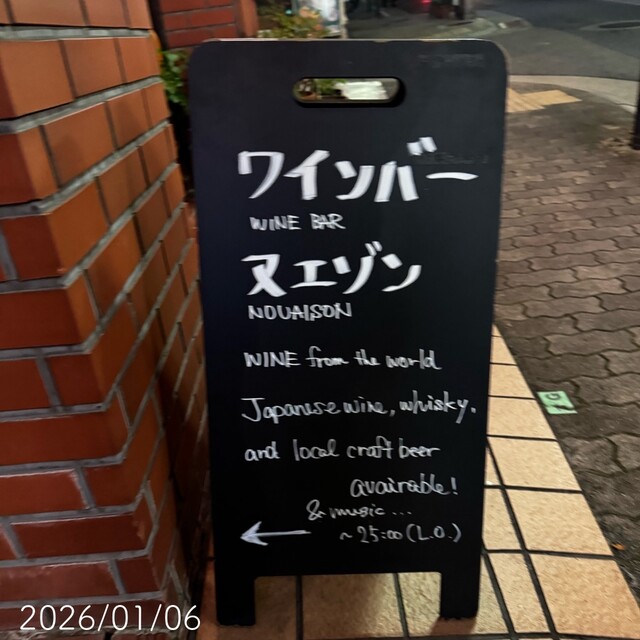 ワインバー
WINE BAR
ヌエゾン
NOUAISON
WINE from the world
Japanese wine, whisky,
and local craft beer
avairable!
& music...
~25:00 (L.O.)
2026/01/06